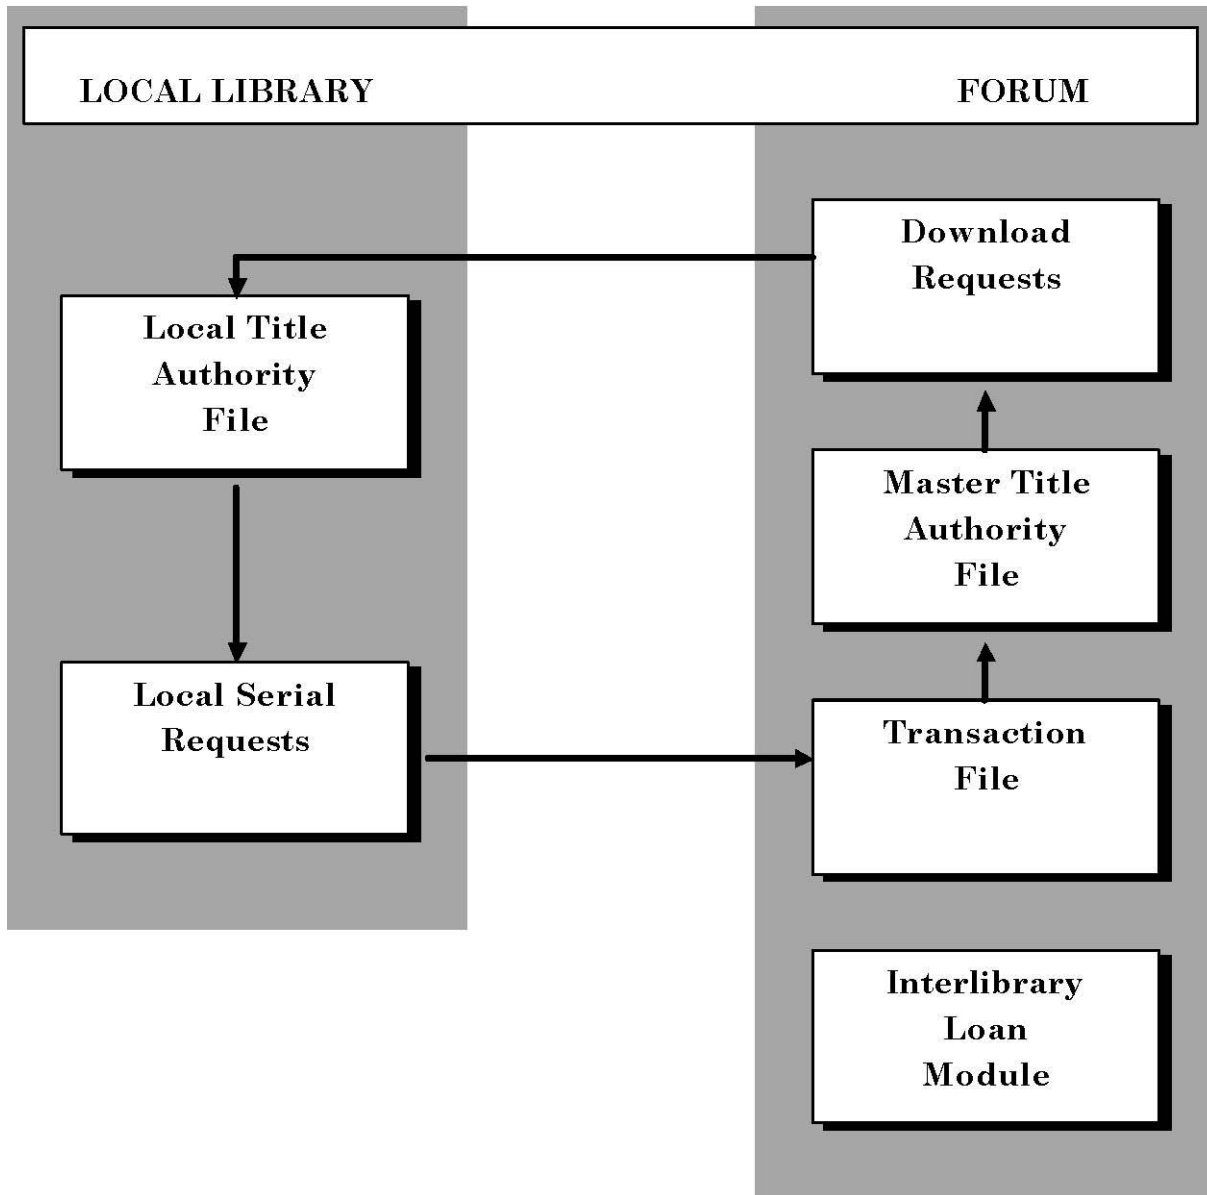 LOCAL LIBRARY
FORUM
Download
Requests
Local Title
Authority
File
Master Title
Authority
File
Local Serial
Requests
Transaction
File
Interlibrary
Loan
Module